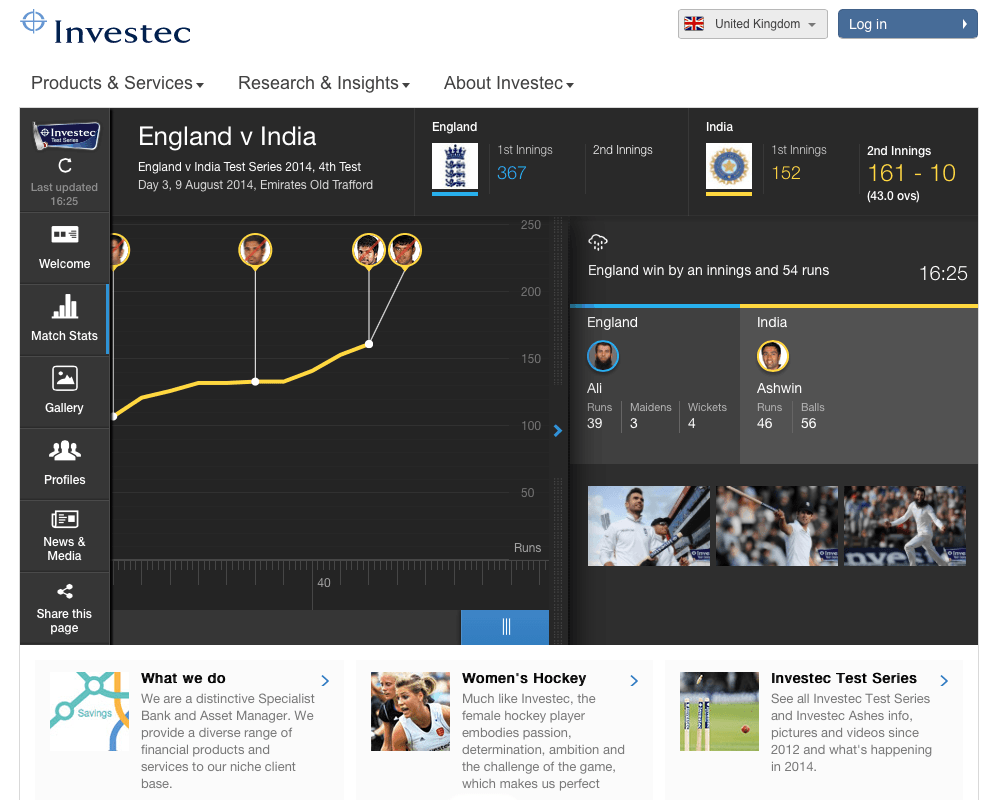 Investec
United Kingdom
Log in
Products & Services
Research & Insights
About Investec
Investec
Test Series
Last updated
16:25
Welcome
Match Stats
Gallery
Profiles
News &
Media
Share this
page
England v India
England v India Test Series 2014, 4th Test
Day 3, 9 August 2014, Emirates Old Trafford
England
1st Innings
367
2nd Innings
India
1st Innings
152
2nd Innings
161 - 10
(43.0 ovs)
250
200
150
100
50
Runs
40
England win by an innings and 54 runs
16:25
England
Ali
Runs
Maidens
Wickets
39
3
4
India
Ashwin
Runs
Balls
46
56
Savings
What we do
We are a distinctive Specialist
Bank and Asset Manager. We
provide a diverse range of
financial products and
services to our niche client
base.
Women's Hockey
Much like Investec, the
female hockey player
embodies passion,
determination, ambition and
the challenge of the game,
which makes us perfect
Investec Test Series
See all Investec Test Series
and Investec Ashes info,
pictures and videos since
2012 and what's happening
in 2014.